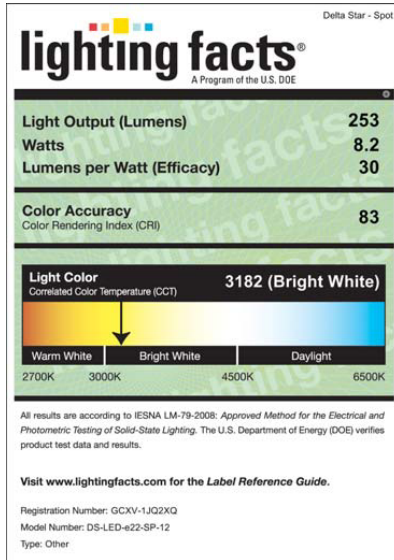 Delta Star - Spot
lighting facts®
A Program of the U.S. DOE
Light Output (Lumens) 253
Watts 8.2
Lumens per Watt (Efficacy) 30
Color Accuracy
Color Rendering Index (CRI) 83
Light Color
Correlated Color Temperature (CCT) 3182 (Bright White)
Warm White Bright White Daylight
2700K 3000K 4500K 6500K
All results are according to IESNA LM-79-2008: Approved Method for the Electrical and
Photometric Testing of Solid-State Lighting. The U.S. Department of Energy (DOE) verifies
product test data and results.
Visit www.lightingfacts.com for the Label Reference Guide.
Registration Number: GCXV-1JQ2XQ
Model Number: DS-LED-e22-SP-12
Type: Other